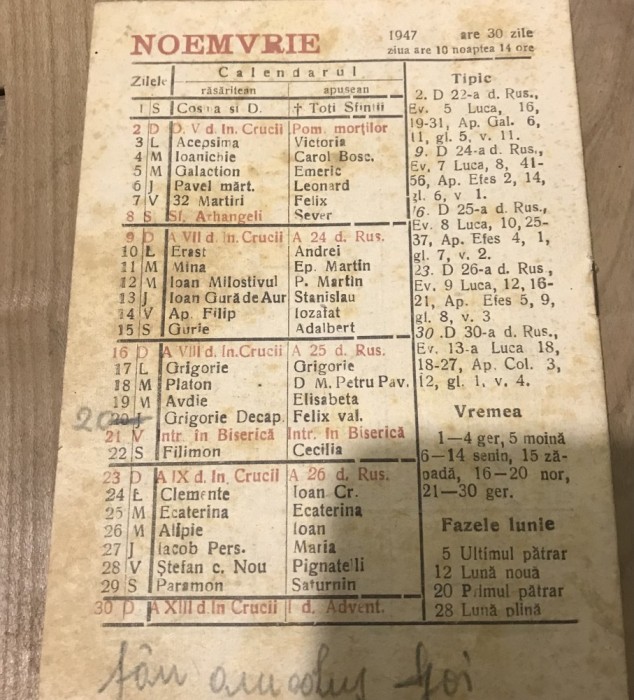 NOEMVRIE
1947 are 30 zile
ziua are 10 noaptea 14 ore
Zilele
Calendarul
răsăritean apusean
1 S Cosma si D. † Toti Sfintii
2 D D. V d. In. Crucii Pom. morților
3 L Acepsima Victoria
4 M Ioanichie Carol Bosc.
5 M Galaction Emeric
6 J Pavel mărt. Leonard
7 V 32 Martiri Felix
8 S Sf. Arhangeli Sever
9 D A VII d. In. Crucii A 24 d. Rus.
10 L Erast Andrei
11 M Mina Ep. Martin
12 M Ioan Milostivul P. Martin
13 J Ioan Gură de Aur Stanislau
14 V Ap. Filip Iozafat
15 S Gurie Adalbert
16 D A VIII d. In. Crucii A 25 d. Rus.
17 L Grigorie Grigorie
18 M Platon D M. Petru Pav.
19 M Avdie Elisabeta
20 20 J Grigorie Decap. Felix val.
21 V Intr. în Biserică Intr. în Biserică
22 S Filimon Cecilia
23 D A IX d. In. Crucii A 26 d. Rus.
24 L Clemente Ioan Cr.
25 M Ecaterina Ecaterina
26 M Alipie Ioan
27 J Iacob Pers. Maria
28 V Ștefan c. Nou Pignatelli
29 S Paramon Saturnin
30 D A XIII d. In Crucii I d. Advent.
Tipic
2. D 22-a d. Rus.,
Ev. 5 Luca, 16,
19-31, Ap. Gal. 6,
11, gl. 5, v. 11.
9. D 24-a d. Rus.,
Ev. 7 Luca, 8, 41-
56, Ap. Efes 2, 14,
gl. 6, v 1.
16. D 25-a d. Rus.,
Ev. 8 Luca, 10, 25-
37, Ap. Efes 4, 1,
gl. 7, v. 2.
23. D 26-a d. Rus,
Ev. 9 Luca, 12, 16-
21, Ap. Efes 5, 9,
gl. 8, v. 3
30. D 30-a d. Rus.,
Ev. 13-a Luca 18,
18-27, Ap. Col. 3,
12, gl. 1, v. 4.
Vremea
1—4 ger, 5 moină
6—14 senin, 15 ză-
padă, 16—20 nor,
21—30 ger.
Fazele lunie
5 Ultimul pătrar
12 Lună nouă
20 Primul pătrar
28 Lună plină